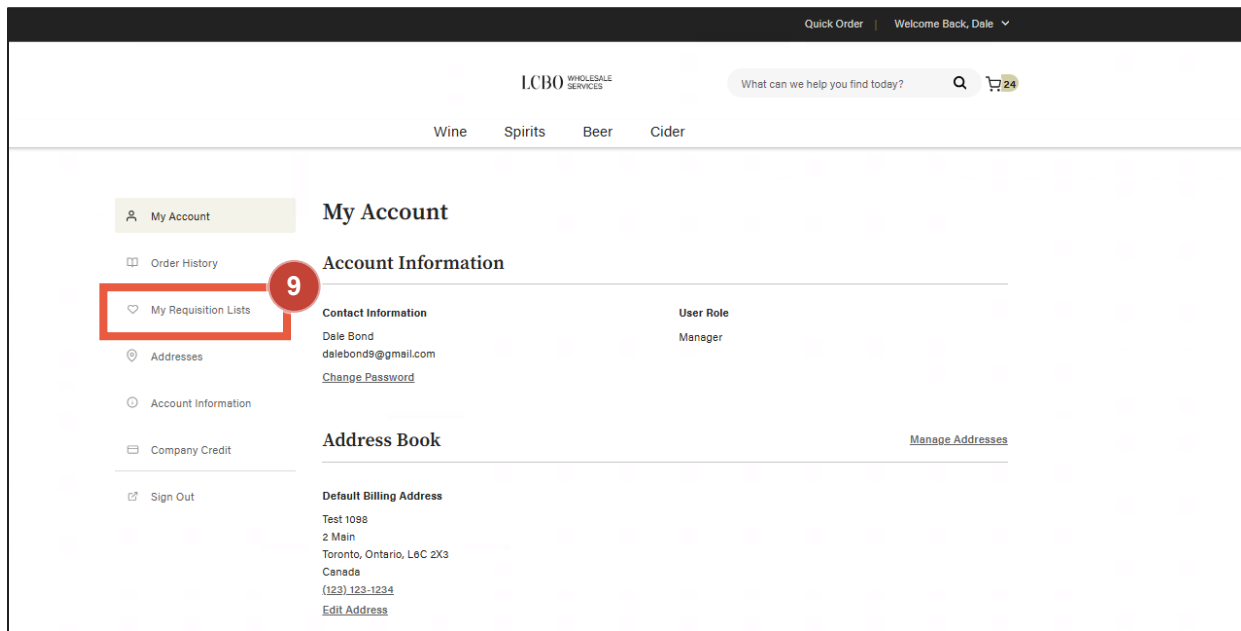 Quick Order | Welcome Back, Dale
LCBO WHOLESALE SERVICES
What can we help you find today?
24
Wine Spirits Beer Cider
My Account
Order History
My Requisition Lists
9
Addresses
Account Information
Company Credit
Sign Out
My Account
Account Information
Contact Information
Dale Bond
dalebond9@gmail.com
Change Password
User Role
Manager
Address Book
Manage Addresses
Default Billing Address
Test 1098
2 Main
Toronto, Ontario, L6C 2X3
Canada
(123) 123-1234
Edit Address